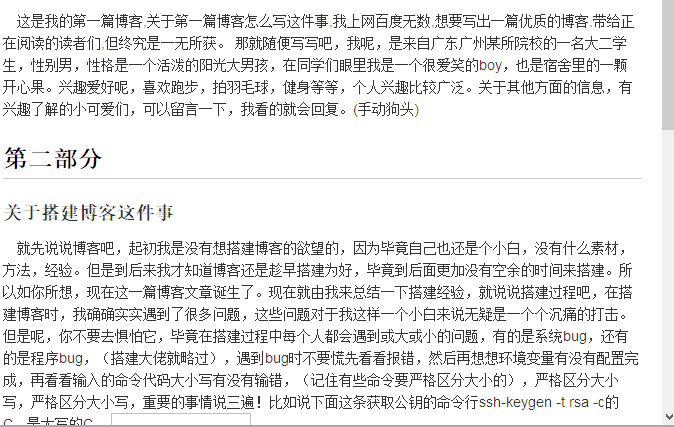 这是我的第一篇博客,关于第一篇博客怎么写这件事,我上网百度无数,想要写出一篇优质的博客,带给正
在阅读的读者们,但终究是一无所获。 那就随便写写吧，我呢，是来自广东广州某所院校的一名大二学
生，性别男，性格是一个活泼的阳光大男孩，在同学们眼里我是一个很爱笑的boy，也是宿舍里的一颗
开心果。兴趣爱好呢，喜欢跑步，拍羽毛球，健身等等，个人兴趣比较广泛。关于其他方面的信息，有
兴趣了解的小可爱们，可以留言一下，我看的就会回复。(手动狗头)
第二部分
关于搭建博客这件事
就先说说博客吧，起初我是没有想搭建博客的欲望的，因为毕竟自己也还是个小白，没有什么素材，
方法，经验。但是到后来我才知道博客还是趁早搭建为好，毕竟到后面更加没有空余的时间来搭建。所
以如你所想，现在这一篇博客文章诞生了。现在就由我来总结一下搭建经验，就说说搭建过程吧，在搭
建博客时，我确确实实遇到了很多问题，这些问题对于我这样一个小白来说无疑是一个个沉痛的打击。
但是呢，你不要去惧怕它，毕竟在搭建过程中每个人都会遇到或大或小的问题，有的是系统bug，还有
的是程序bug，（搭建大佬就略过），遇到bug时不要慌先看看报错，然后再想想环境变量有没有配置完
成，再看看输入的命令代码大小写有没有输错，（记住有些命令要严格区分大小的），严格区分大小
写，严格区分大小写，重要的事情说三遍！比如说下面这条获取公钥的命令行ssh-keygen -t rsa -c的
C，是大写的C